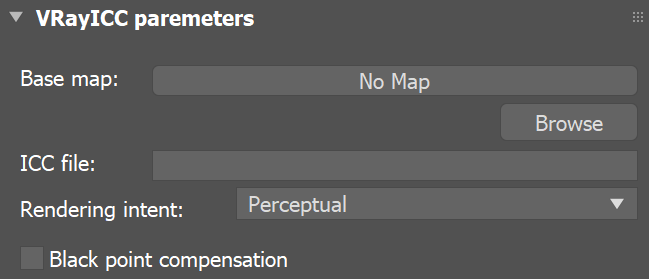 VRayICC paremeters
Base map: No Map
Browse
ICC file:
Rendering intent: Perceptual
Black point compensation